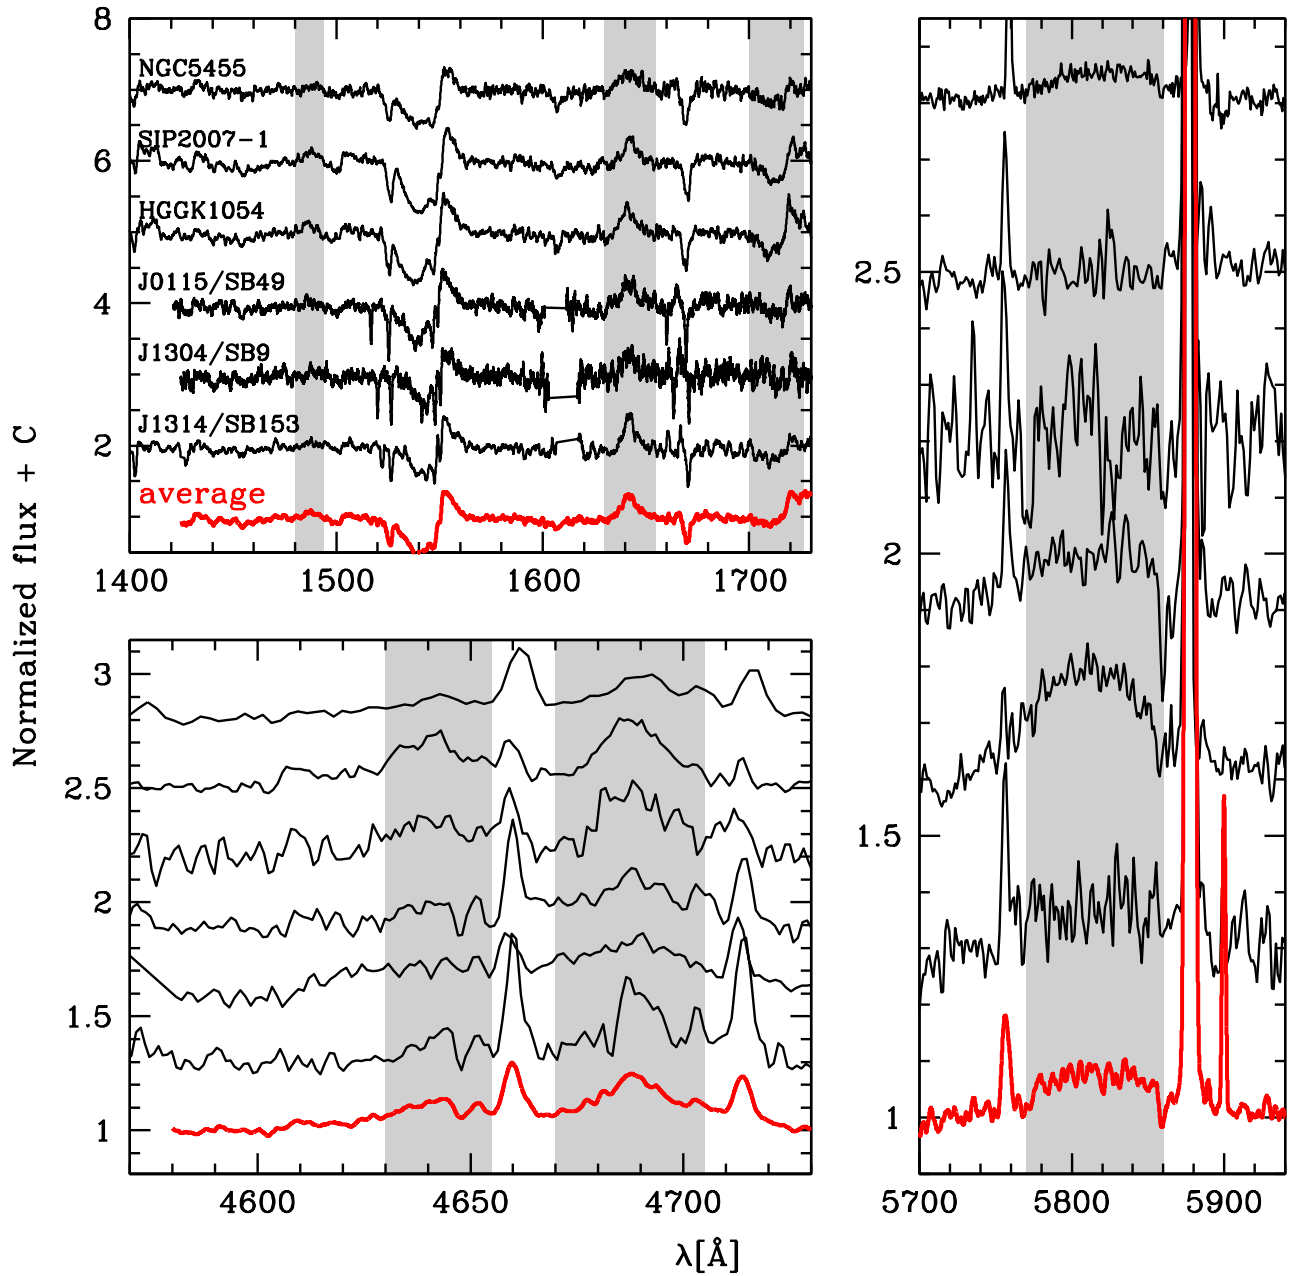 8
NGC5455
SIP2007-1
6
HGGK1054
J0115/SB49
4
J1304/SB9
J1314/SB153
2
average
1400 1500 1600 1700
Normalized flux + C
3
2.5
2
1.5
1
4600 4650 4700
2.5
2
1.5
1
5700 5800 5900
λ[Å]